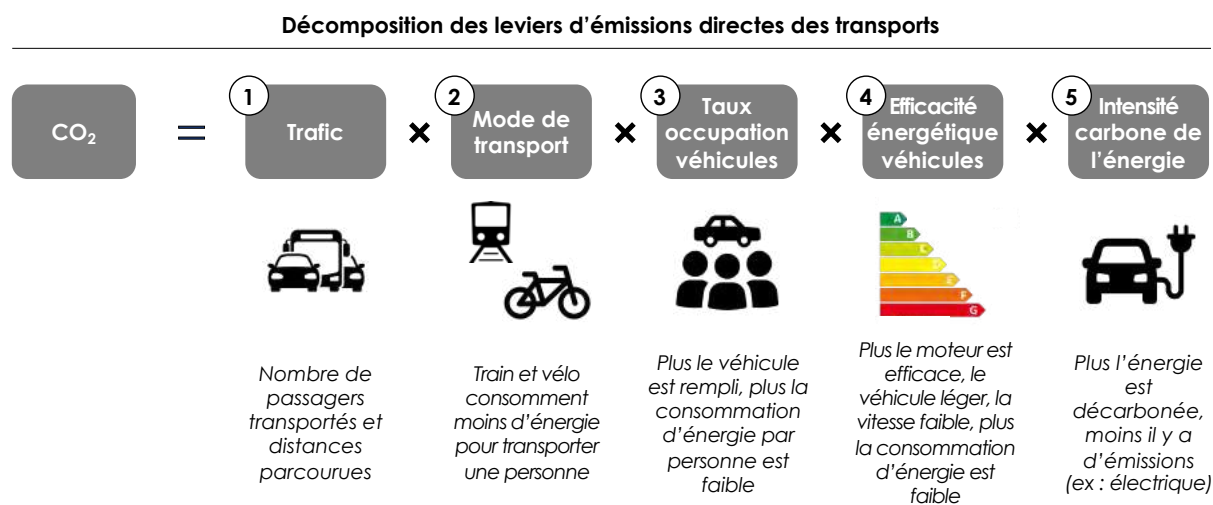 Décomposition des leviers d’émissions directes des transports
CO₂
=
1
Trafic
×
2
Mode de
transport
×
3
Taux
occupation
véhicules
×
4
Efficacité
énergétique
véhicules
×
5
Intensité
carbone de
l’énergie
A
B
C
E
F
G
Nombre de
passagers
transportés et
distances
parcourues
Train et vélo
consomment
moins d’énergie
pour transporter
une personne
Plus le véhicule
est rempli, plus la
consommation
d’énergie par
personne est
faible
Plus le moteur est
efficace, le
véhicule léger, la
vitesse faible, plus
la consommation
d’énergie est
faible
Plus l’énergie
est
décarbonée,
moins il y a
d’émissions
(ex : électrique)